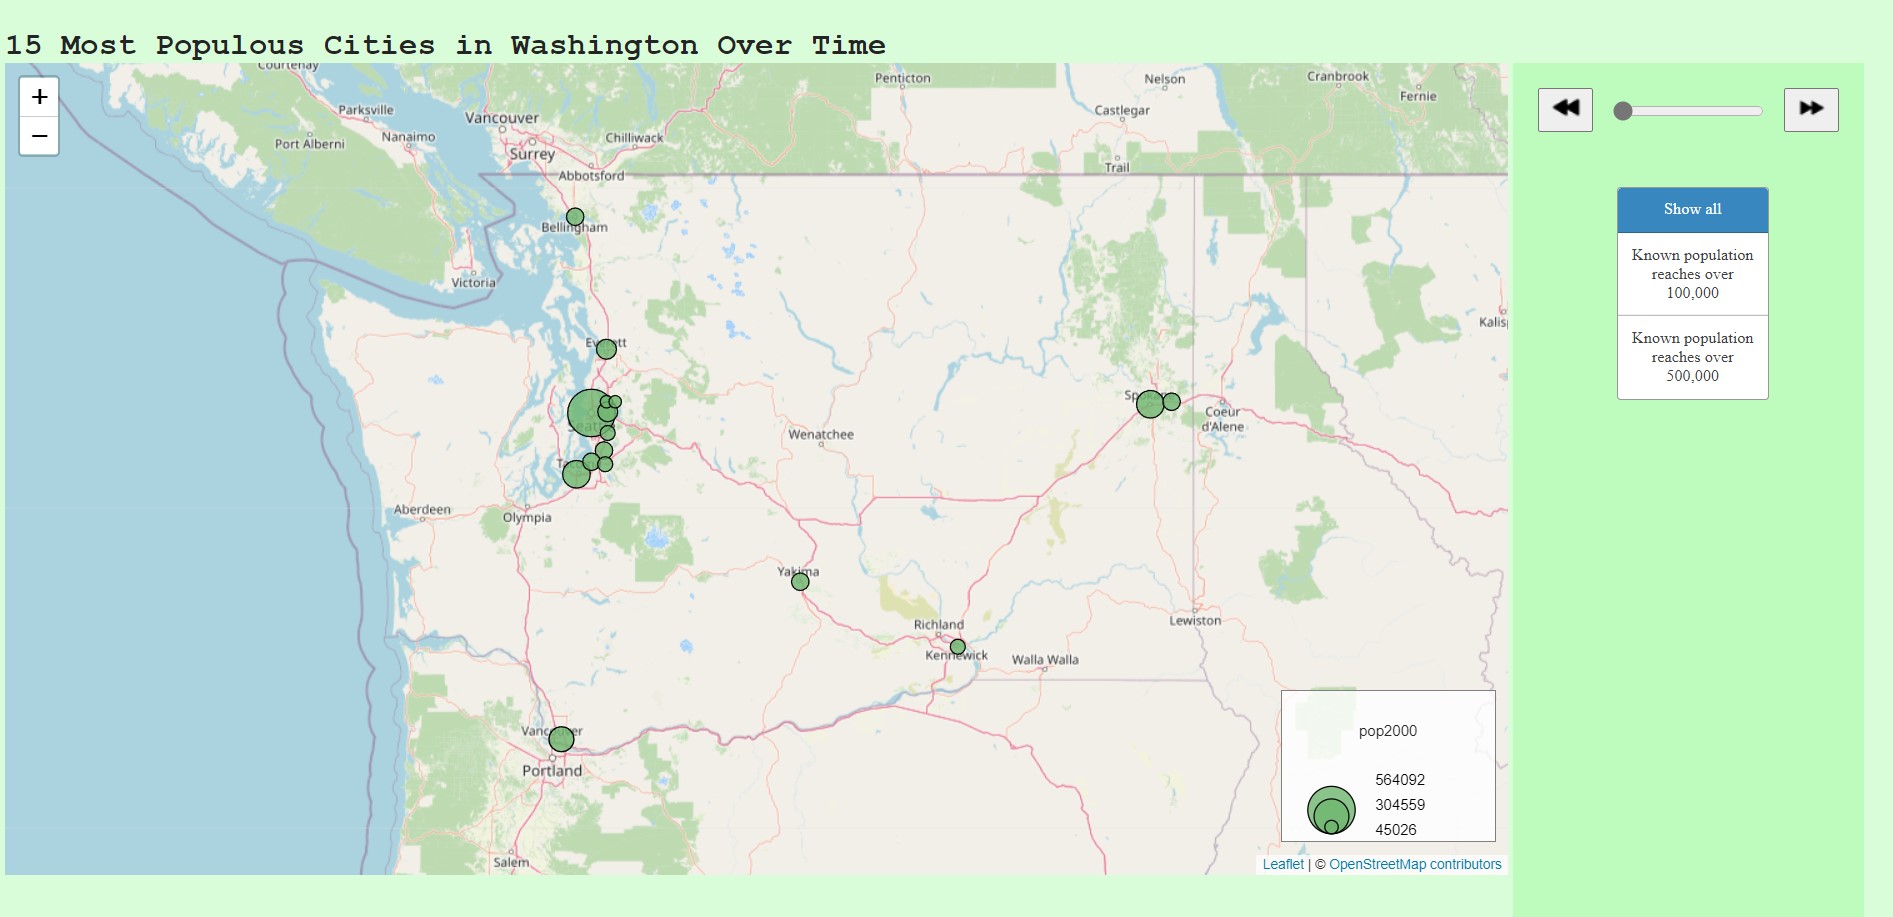 15 Most Populous Cities in Washington Over Time
+
−
Courtenay
Parksville
Nanaimo
Port Alberni
Vancouver
Surrey
Chilliwack
Abbotsford
Bellingham
Victoria
Penticton
Nelson
Castlegar
Trail
Cranbrook
Fernie
Wenatchee
Coeur
d'Alene
Aberdeen
Olympia
Yakima
Richland
Kennewick
Walla Walla
Lewiston
Vancouver
Portland
Salem
pop2000
564092
304559
45026
Leaflet | © OpenStreetMap contributors
Show all
Known population
reaches over
100,000
Known population
reaches over
500,000